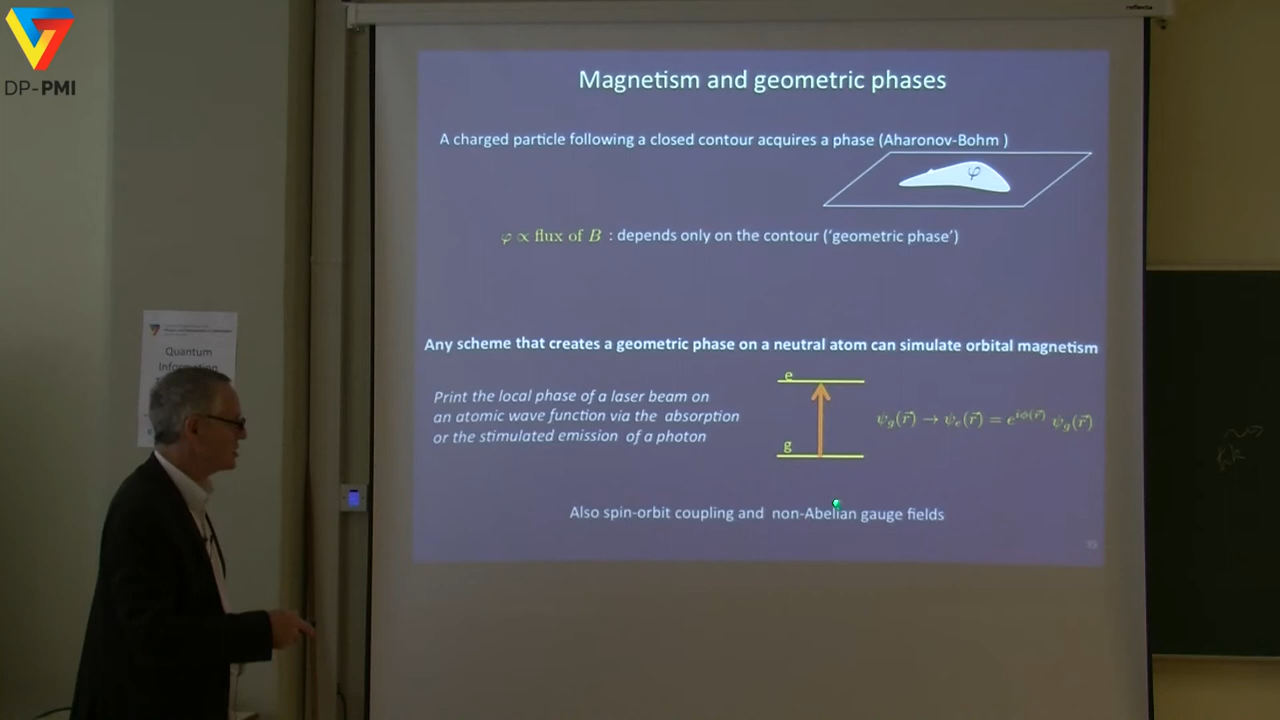 DP-PMI
reflecta
Magnetism and geometric phases
A charged particle following a closed contour acquires a phase (Aharonov-Bohm )
φ
φ ∝ flux of B : depends only on the contour ('geometric phase')
Any scheme that creates a geometric phase on a neutral atom can simulate orbital magnetism
Print the local phase of a laser beam on
an atomic wave function via the absorption
or the stimulated emission of a photon
e
g
ψg(r⃗) → ψe(r⃗) = e^{iϕ(r⃗)} ψg(r⃗)
Also spin-orbit coupling and non-Abelian gauge fields
Quantum
Information